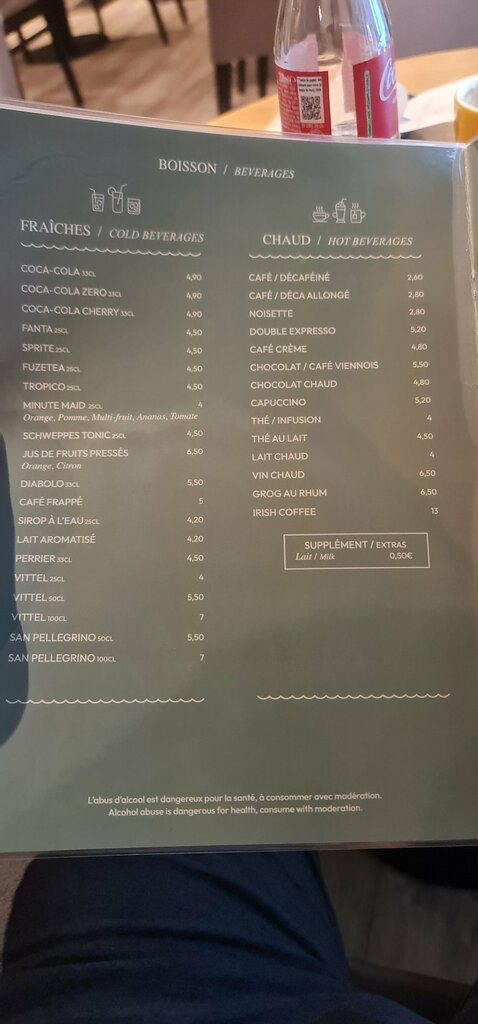 Coca-Cola
BOISSON / BEVERAGES
FRAÎCHES / COLD BEVERAGES
COCA-COLA 33CL 4,90
COCA-COLA ZERO 33CL 4,90
COCA-COLA CHERRY 33CL 4,90
FANTA 25CL 4,50
SPRITE 25CL 4,50
FUZETEA 25CL 4,50
TROPICO 25CL 4,50
MINUTE MAID 25CL 4
Orange, Pomme, Multi-fruit, Ananas, Tomate
SCHWEPPES TONIC 25CL 4,50
JUS DE FRUITS PRESSÉS 6,50
Orange, Citron
DIABOLO 33CL 5,50
CAFÉ FRAPPÉ 5
SIROP À L'EAU 25CL 4,20
LAIT AROMATISÉ 4,20
PERRIER 33CL 4,50
VITTEL 25CL 4
VITTEL 50CL 5,50
VITTEL 100CL 7
SAN PELLEGRINO 50CL 5,50
SAN PELLEGRINO 100CL 7
CHAUD / HOT BEVERAGES
CAFÉ / DÉCAFÉINÉ 2,60
CAFÉ / DÉCA ALLONGÉ 2,80
NOISETTE 2,80
DOUBLE EXPRESSO 5,20
CAFÉ CRÈME 4,80
CHOCOLAT / CAFÉ VIENNOIS 5,50
CHOCOLAT CHAUD 4,80
CAPUCCINO 5,20
THÉ / INFUSION 4
THÉ AU LAIT 4,50
LAIT CHAUD 4
VIN CHAUD 6,50
GROG AU RHUM 6,50
IRISH COFFEE 13
SUPPLÉMENT / EXTRAS
Lait / Milk 0,50€
L'abus d'alcool est dangereux pour la santé, à consommer avec modération.
Alcohol abuse is dangerous for health, consume with moderation.